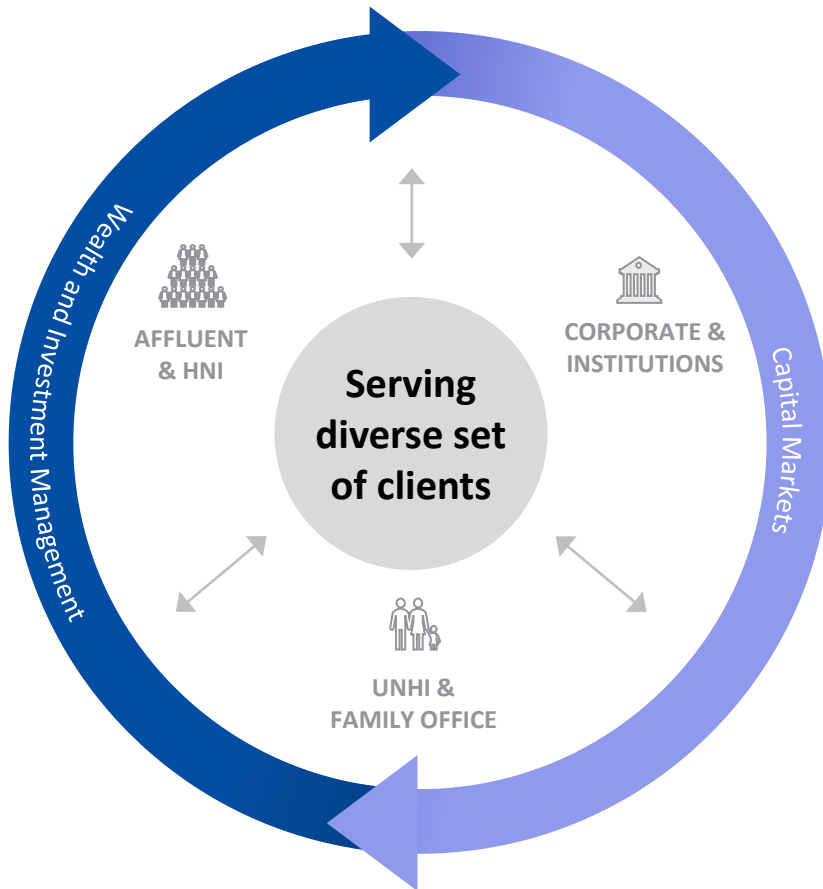 Wealth and Investment Management
AFFLUENT
& HNI
CORPORATE &
INSTITUTIONS
Serving
diverse set
of clients
Capital Markets
UNHI &
FAMILY OFFICE